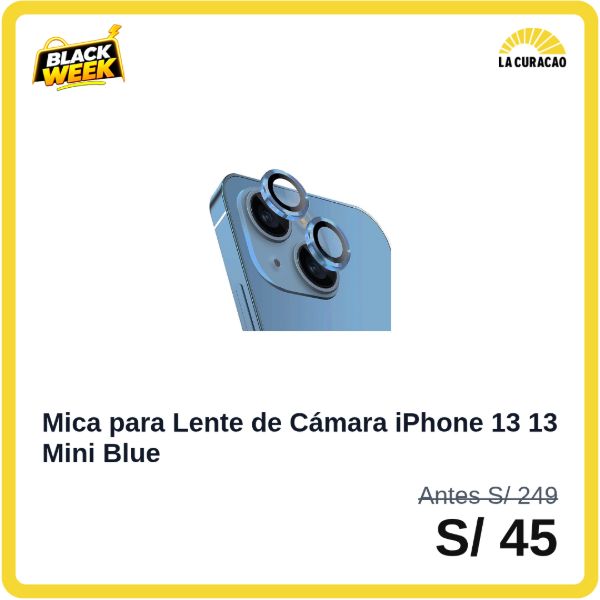 BLACK
WEEK
LA CURACAO
Mica para Lente de Cámara iPhone 13 13
Mini Blue
Antes S/ 249
S/ 45